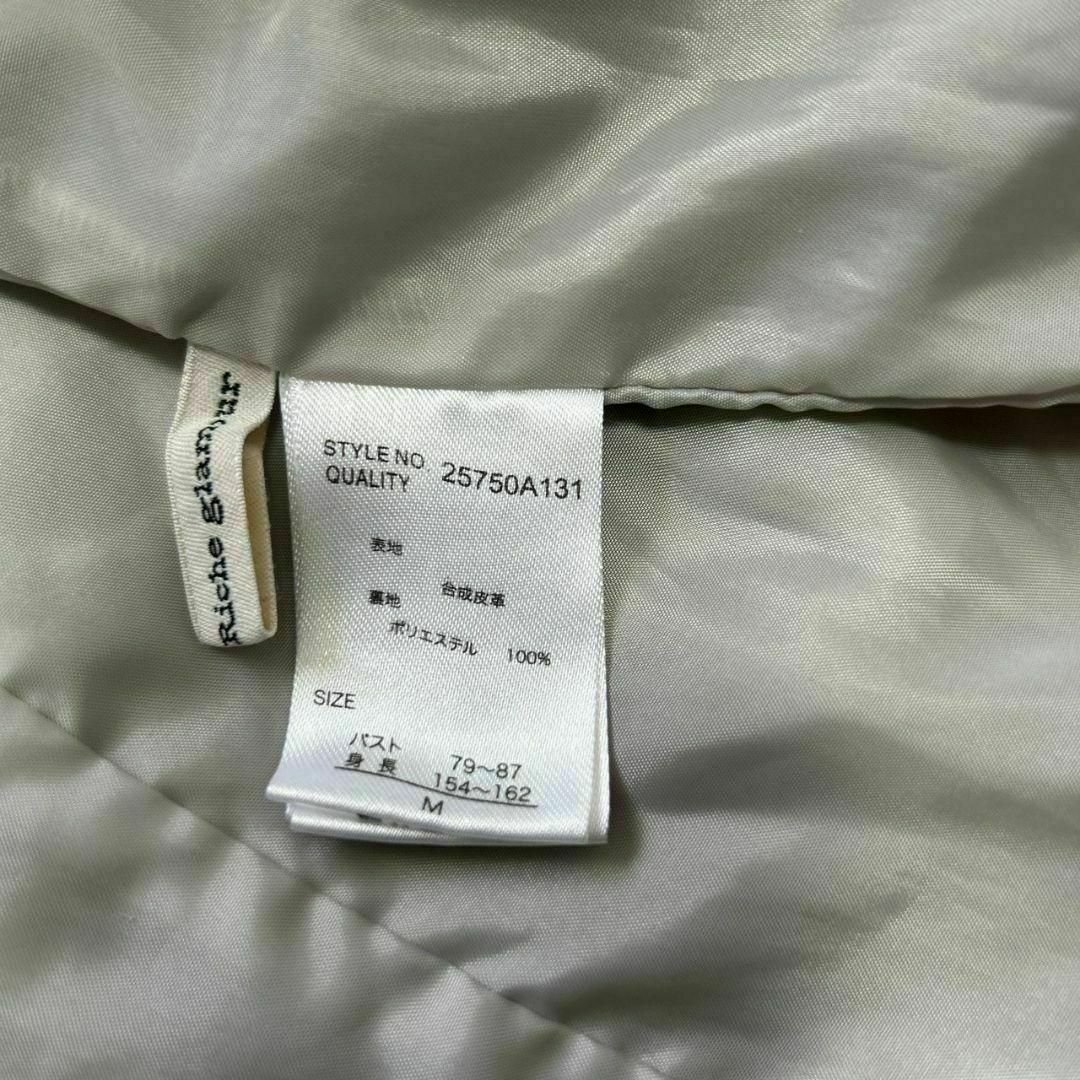 Riche glamour
STYLE NO 25750A131
QUALITY
表地
合成皮革
裏地
ポリエステル 100%
SIZE
バスト 79～87
身長 154～162
M